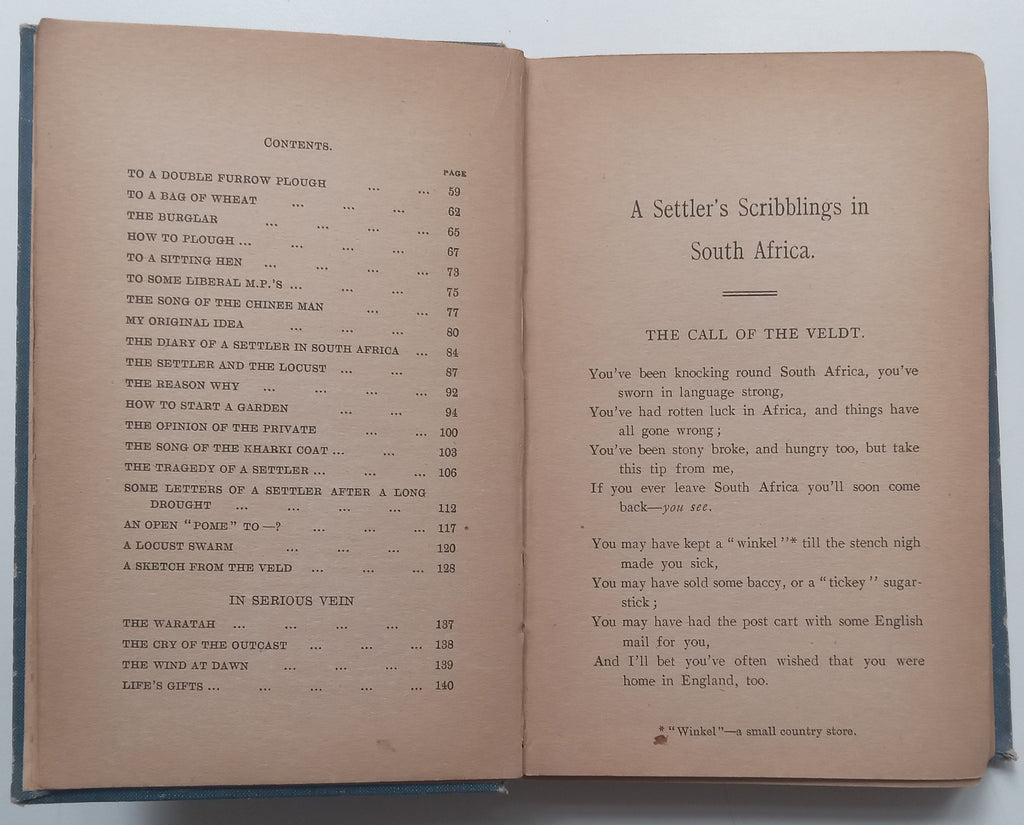 CONTENTS.
PAGE
TO A DOUBLE FURROW PLOUGH ... ... 59
TO A BAG OF WHEAT ... ... ... 62
THE BURGLAR ... ... ... ... 65
HOW TO PLOUGH ... ... ... ... 67
TO A SITTING HEN ... ... ... ... 73
TO SOME LIBERAL M.P.'S ... ... ... 75
THE SONG OF THE CHINEE MAN ... ... 77
MY ORIGINAL IDEA ... ... ... 80
THE DIARY OF A SETTLER IN SOUTH AFRICA ... 84
THE SETTLER AND THE LOCUST ... ... 87
THE REASON WHY ... ... ... ... 92
HOW TO START A GARDEN ... ... 94
THE OPINION OF THE PRIVATE ... ... 100
THE SONG OF THE KHARKI COAT ... ... 103
THE TRAGEDY OF A SETTLER ... ... ... 106
SOME LETTERS OF A SETTLER AFTER A LONG
DROUGHT ... ... ... ... 112
AN OPEN "POME" TO —? ... ... ... 117
A LOCUST SWARM ... ... ... 120
A SKETCH FROM THE VELD ... ... ... 128
IN SERIOUS VEIN
THE WARATAH ... ... ... ... 137
THE CRY OF THE OUTCAST ... ... ... 138
THE WIND AT DAWN ... ... ... 139
LIFE'S GIFTS ... ... ... ... ... 140
A Settler's Scribblings in
South Africa.
THE CALL OF THE VELDT.
You've been knocking round South Africa, you've
sworn in language strong,
You've had rotten luck in Africa, and things have
all gone wrong;
You've been stony broke, and hungry too, but take
this tip from me,
If you ever leave South Africa you'll soon come
back—you see.
You may have kept a "winkel"* till the stench nigh
made you sick,
You may have sold some baccy, or a "tickey" sugar-
stick;
You may have had the post cart with some English
mail for you,
And I'll bet you've often wished that you were
home in England, too.
* "Winkel"—a small country store.